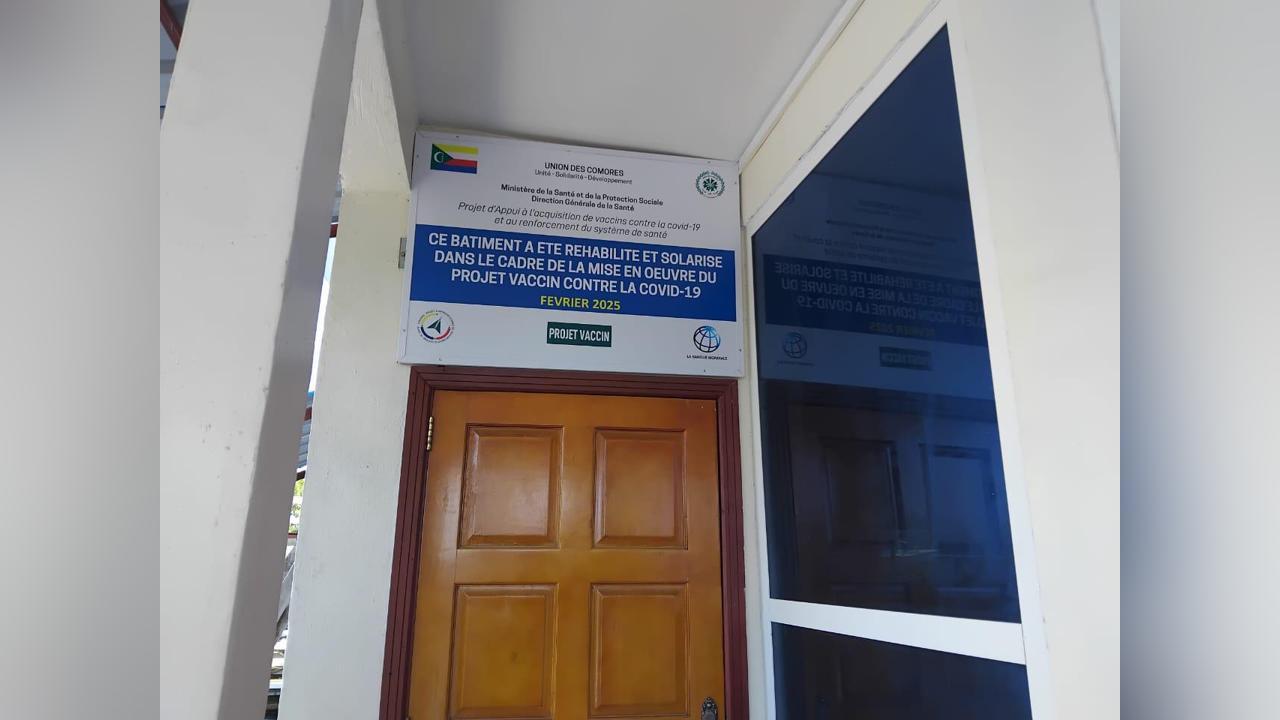 UNION DES COMORES
Unité - Solidarité - Développement
Ministère de la Santé et de la Protection Sociale
Direction Générale de la Santé
Projet d'Appui à l'acquisition de vaccins contre la covid-19
et au renforcement du système de santé
CE BATIMENT A ETE REHABILITE ET SOLARISE
DANS LE CADRE DE LA MISE EN OEUVRE DU
PROJET VACCIN CONTRE LA COVID-19
FEVRIER 2025
PROJET VACCIN
LA BANQUE MONDIALE